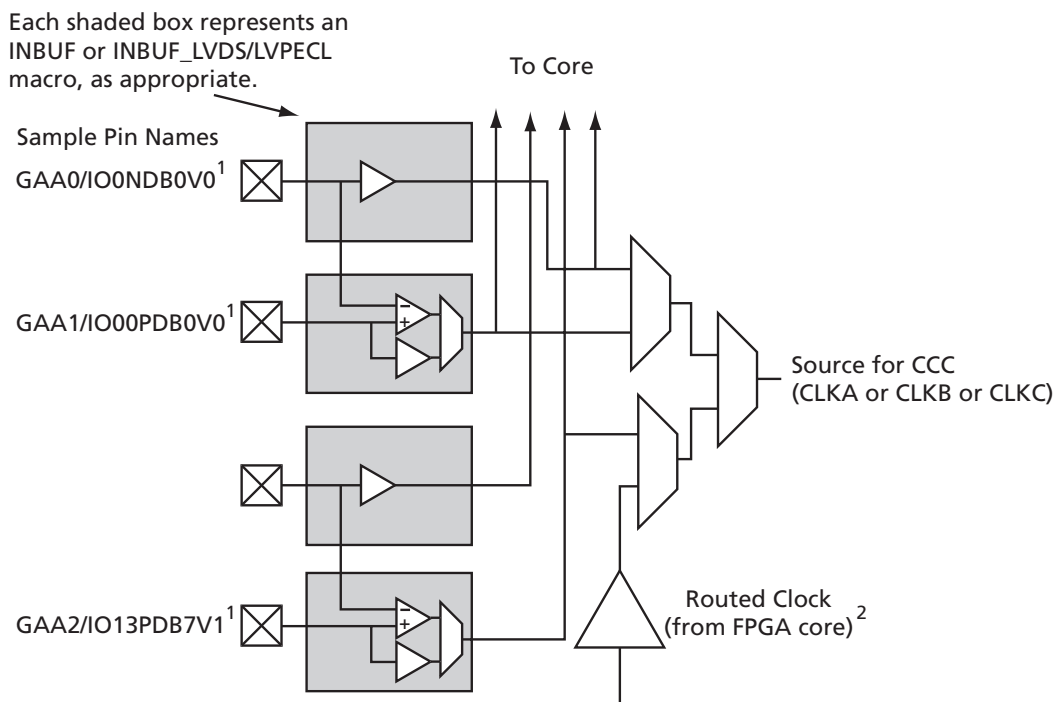 Each shaded box represents an
INBUF or INBUF_LVDS/LVPECL
macro, as appropriate.
To Core
Sample Pin Names
GAA0/IO0NDB0V0¹
GAA1/IO00PDB0V0¹
−
+
Source for CCC
(CLKA or CLKB or CLKC)
GAA2/IO13PDB7V1¹
−
+
Routed Clock
(from FPGA core)²